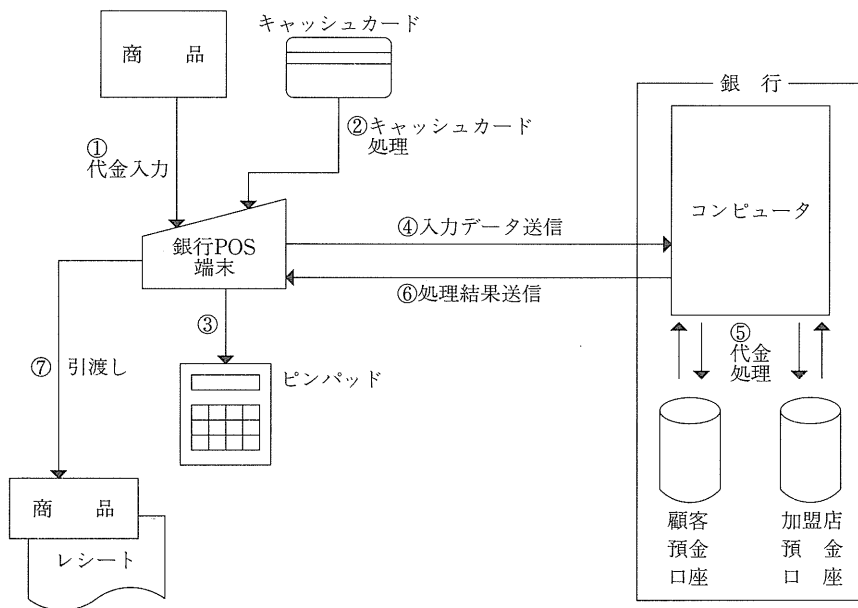 キャッシュカード
商　　品
銀　行
①
代金入力
②キャッシュカード
処理
コンピュータ
銀行POS
端末
④入力データ送信
⑥処理結果送信
③
⑤
代金
処理
⑦ 引渡し
ピンパッド
商　　品
レシート
顧客
預金
口座
加盟店
預　金
口　座